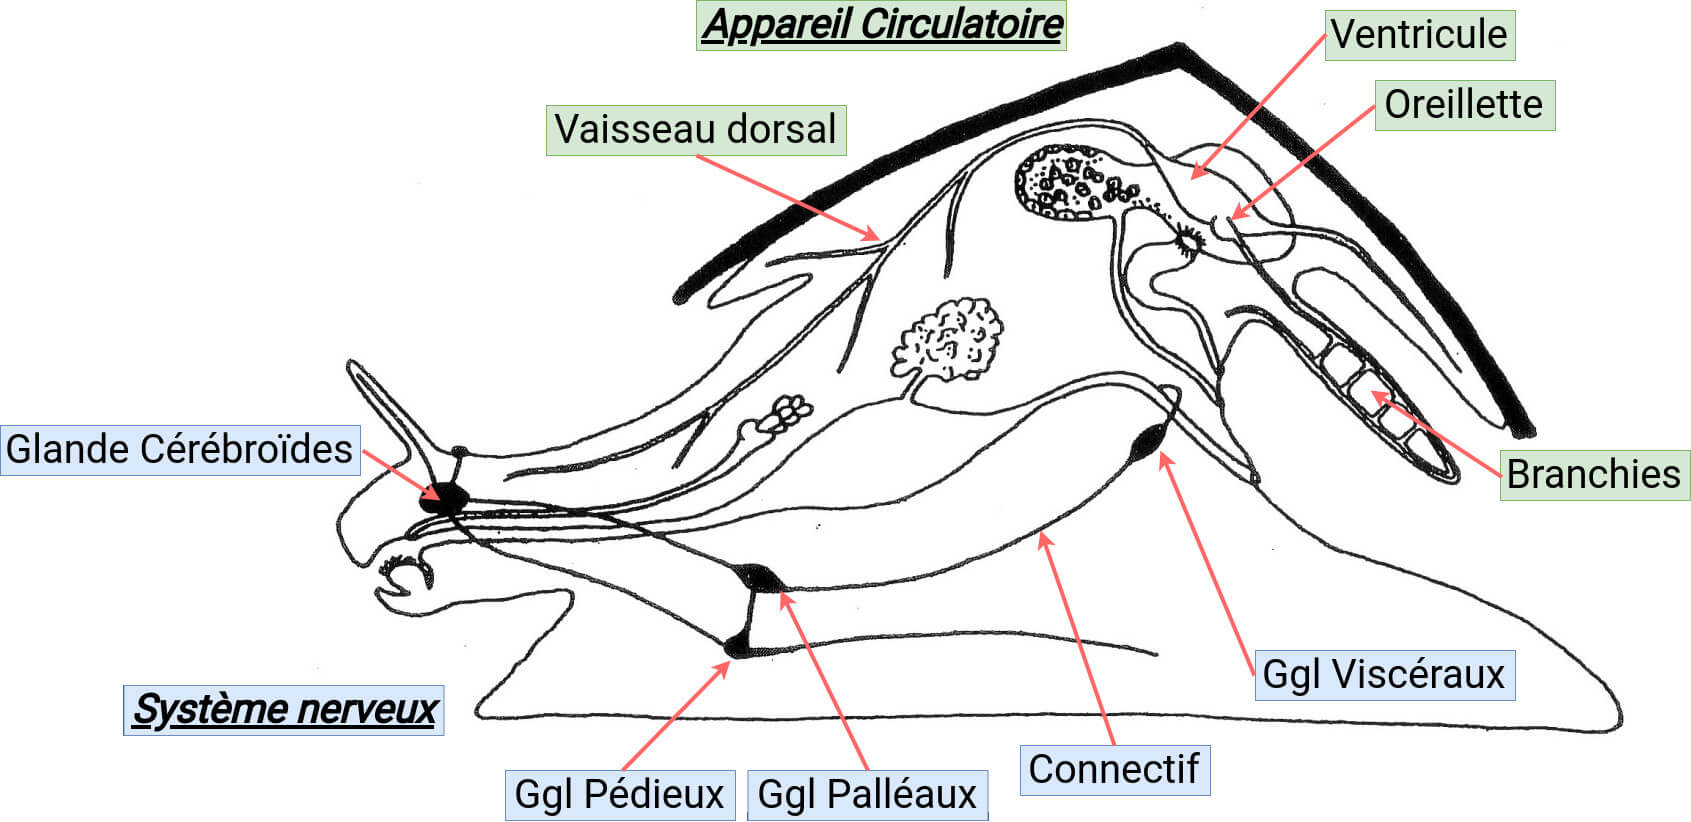 Appareil Circulatoire
Ventricule
Oreillette
Vaisseau dorsal
Glande Cérébroïdes
Branchies
Ggl Viscéraux
Système nerveux
Connectif
Ggl Pédieux
Ggl Palléaux